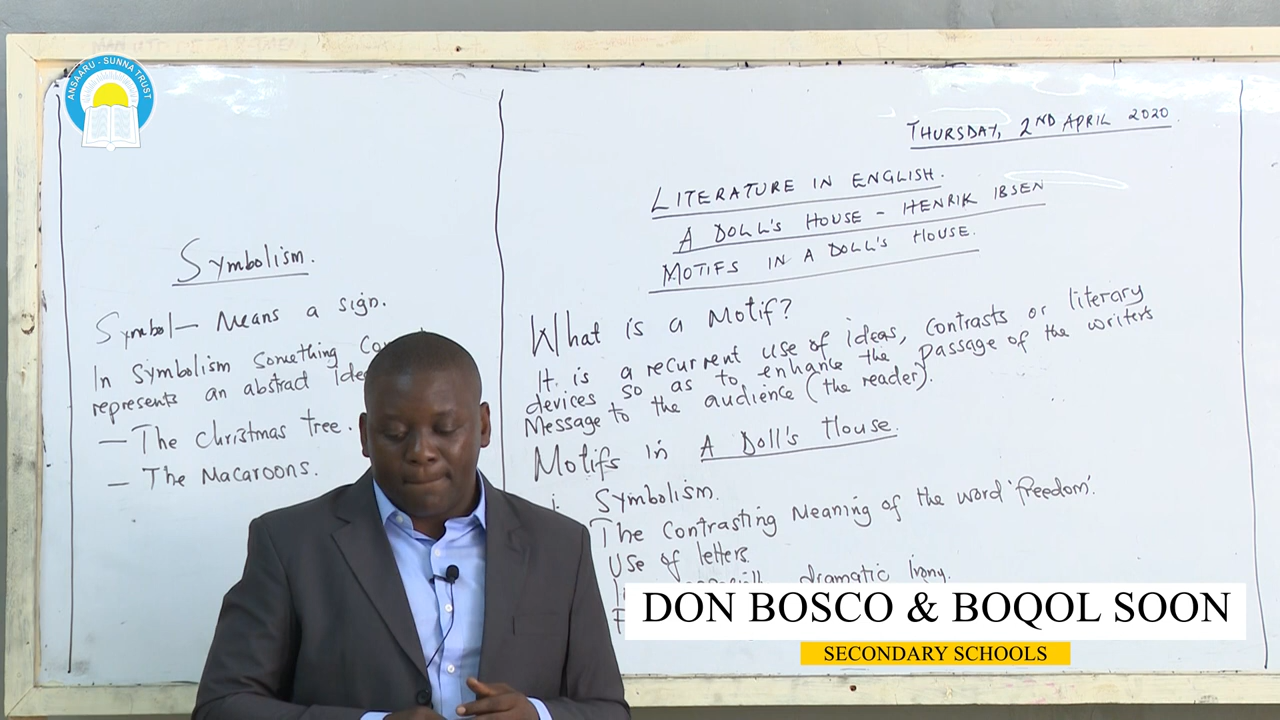 ANSAARU - SUNNA TRUST
THURSDAY, 2ND APRIL 2020
LITERATURE IN ENGLISH.
A DOLL'S HOUSE - HENRIK IBSEN
MOTIFS IN A DOLL'S HOUSE.
Symbolism.
Symbol - Means a sign.
In Symbolism something
represents an abstract
- The Christmas tree.
- The Macaroons.
What is a Motif?
It is a recurrent use of ideas, contrasts or literary
devices so as to enhance the passage of the writers
Message to the audience (the reader).
Motifs in A Doll's House.
i. Symbolism.
The Contrasting Meaning of the word 'freedom'.
Use of letters.
dramatic Irony.
DON BOSCO & BOQOL SOON
SECONDARY SCHOOLS